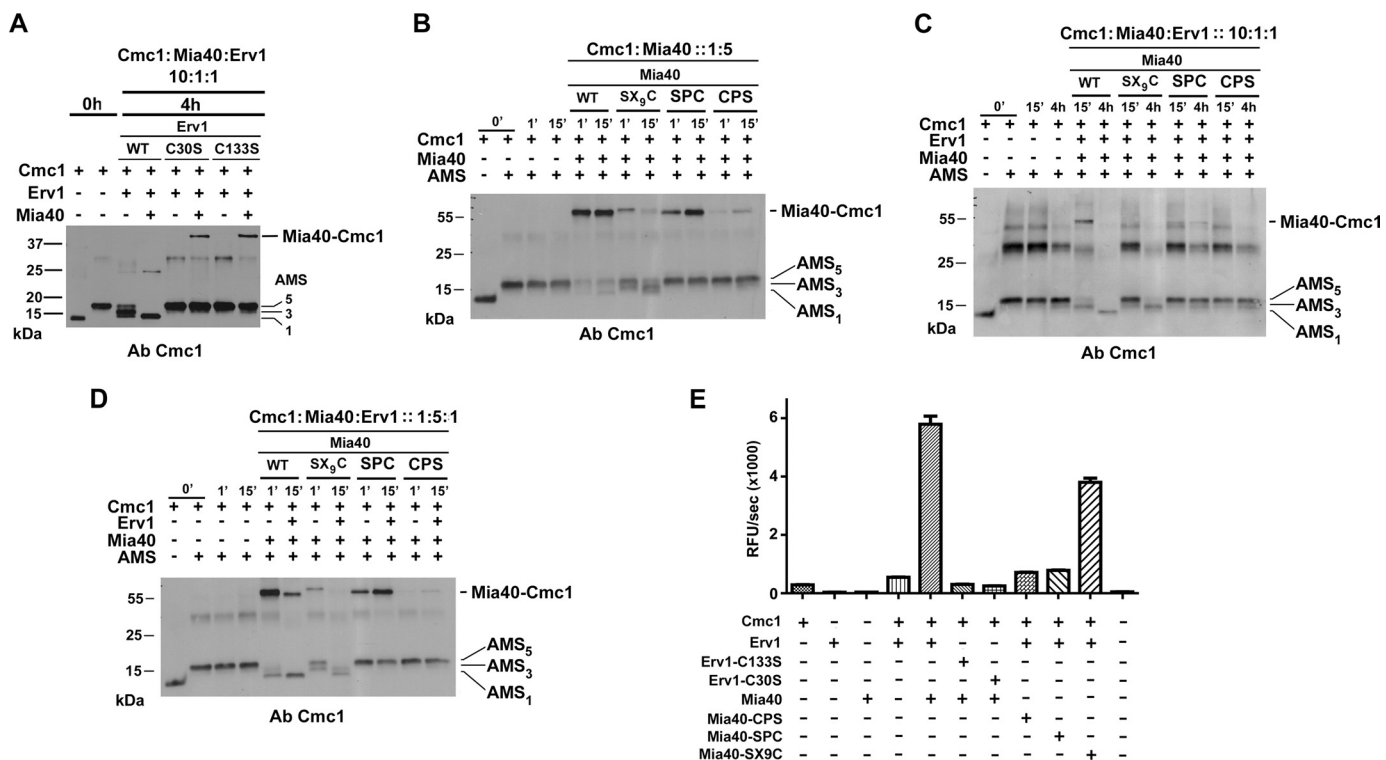 A
Cmc1:Mia40:Erv1
10:1:1
0h
4h
Erv1
WT C30S C133S
Cmc1 + + + + + + + +
Erv1 - - + + + + + +
Mia40 - - - + - + - +
37
25
20
15
kDa
Mia40-Cmc1
AMS
5
3
1
Ab Cmc1
B
Cmc1:Mia40::1:5
Mia40
WT SX9C SPC CPS
0' 1' 15' 1' 15' 1' 15' 1' 15' 1' 15'
Cmc1 + + + + + + + + + + + +
Mia40 - - - - + + + + + + + +
AMS - + + + + + + + + + + +
55
25
15
kDa
Mia40-Cmc1
AMS5
AMS3
AMS1
Ab Cmc1
C
Cmc1:Mia40:Erv1::10:1:1
Mia40
WT SX9C SPC CPS
0' 15' 4h 15' 4h 15' 4h 15' 4h 15' 4h
Cmc1 + + + + + + + + + + + +
Erv1 - - - - + + + + + + + +
Mia40 - - - - + + + + + + + +
AMS - + + + + + + + + + + +
55
25
15
kDa
Mia40-Cmc1
AMS5
AMS3
AMS1
Ab Cmc1
D
Cmc1:Mia40:Erv1::1:5:1
Mia40
WT SX9C SPC CPS
0' 1' 15' 1' 15' 1' 15' 1' 15' 1' 15'
Cmc1 + + + + + + + + + + + +
Erv1 - - - - - + - + - + - +
Mia40 - - - - + + + + + + + +
AMS - + + + + + + + + + + +
55
25
15
kDa
Mia40-Cmc1
AMS5
AMS3
AMS1
Ab Cmc1
E
RFU/sec (x1000)
6
4
2
0
Cmc1 + - - + + + + + + + -
Erv1 - + - + + - - + + + -
Erv1-C133S - - - - - + - - - - -
Erv1-C30S - - - - - - + - - - -
Mia40 - - + - + + + - - - -
Mia40-CPS - - - - - - - + - - -
Mia40-SPC - - - - - - - - + - -
Mia40-SX9C - - - - - - - - - + -